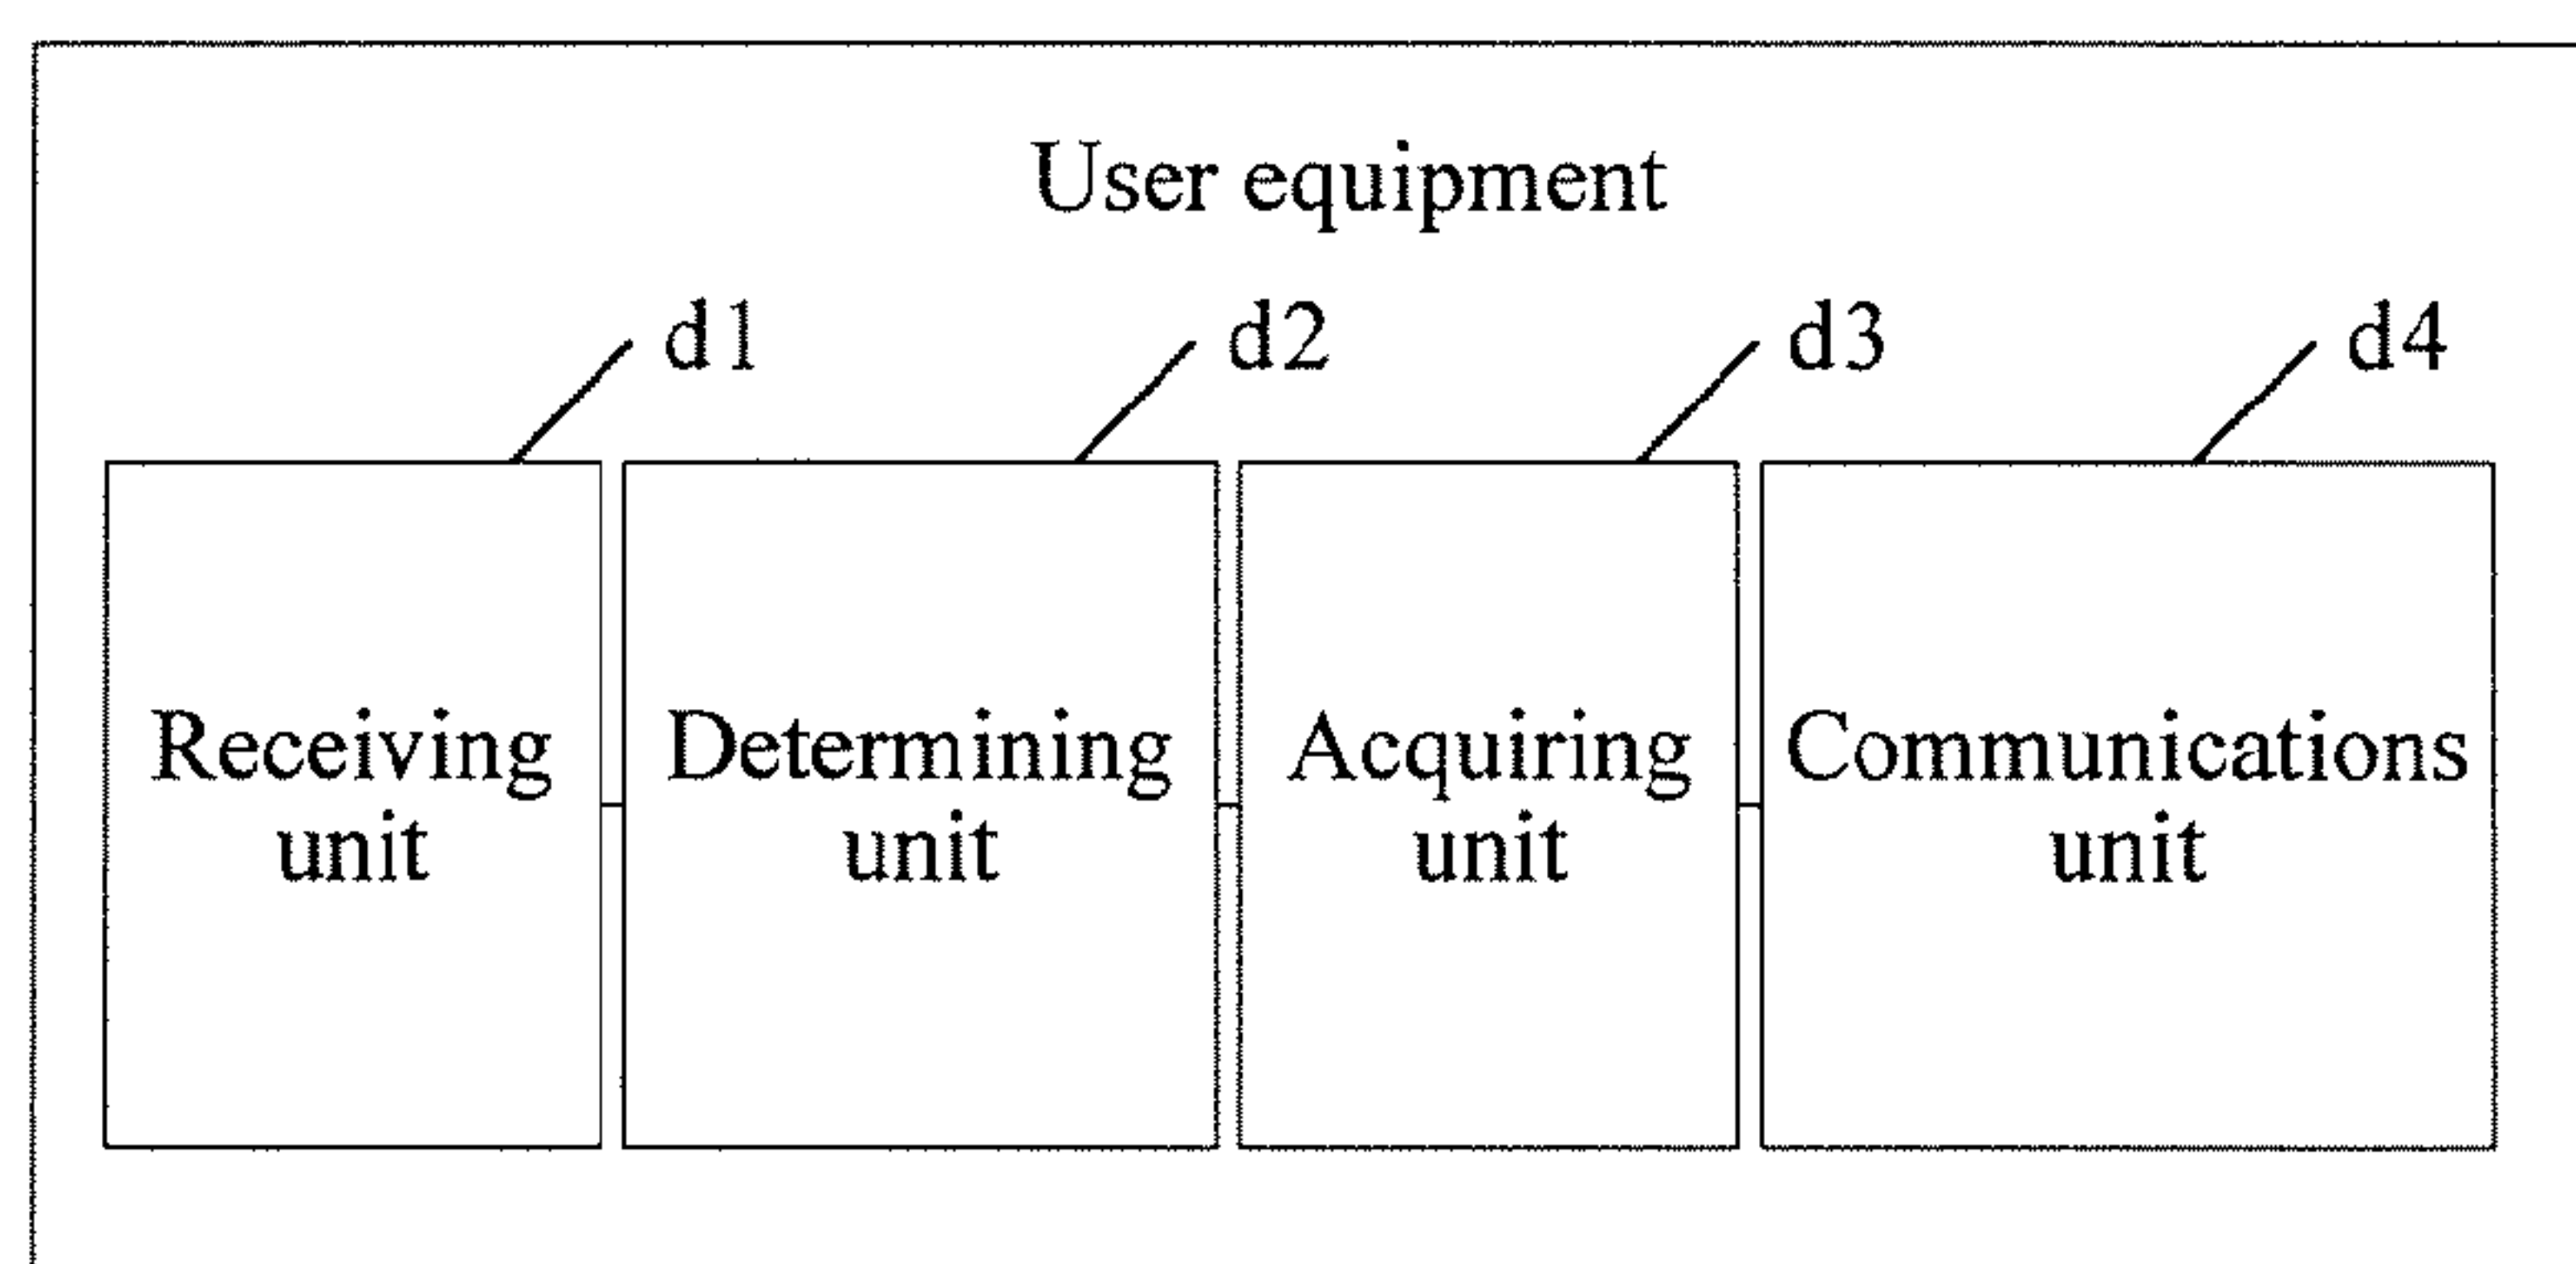 User equipment
d1 d2 d3 d4
Receiving
unit
Determining
unit
Acquiring
unit
Communications
unit